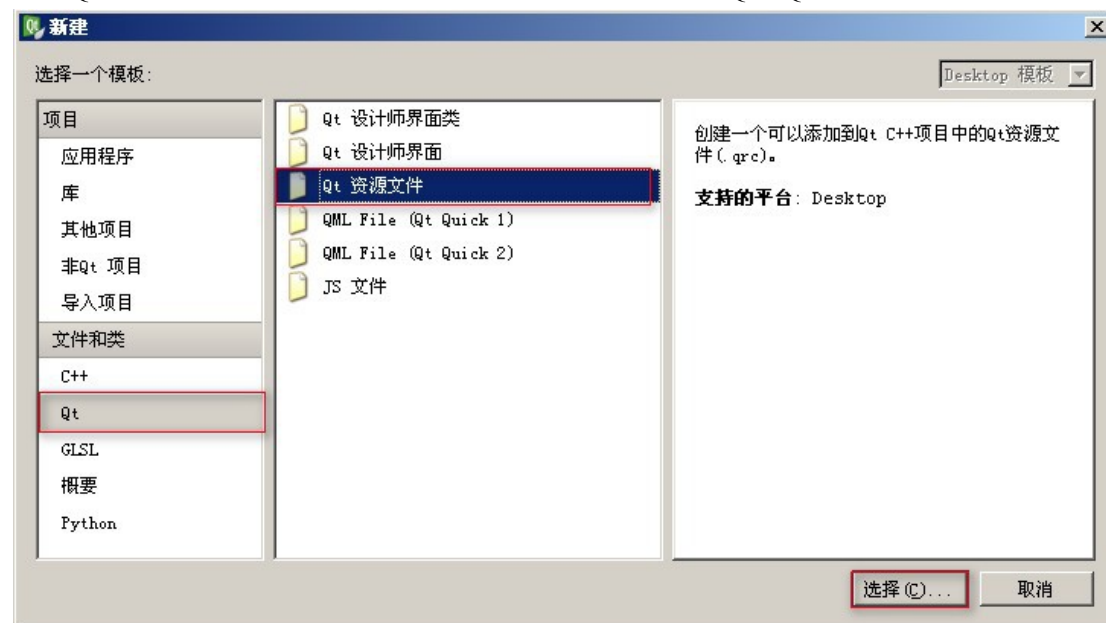 新建
选择一个模板:
Desktop 模板
项目
应用程序
库
其他项目
非Qt 项目
导入项目
文件和类
C++
Qt
GLSL
概要
Python
Qt 设计师界面类
Qt 设计师界面
Qt 资源文件
QML File (Qt Quick 1)
QML File (Qt Quick 2)
JS 文件
创建一个可以添加到Qt C++项目中的Qt资源文
件(.qrc)。
支持的平台: Desktop
选择(C)...
取消